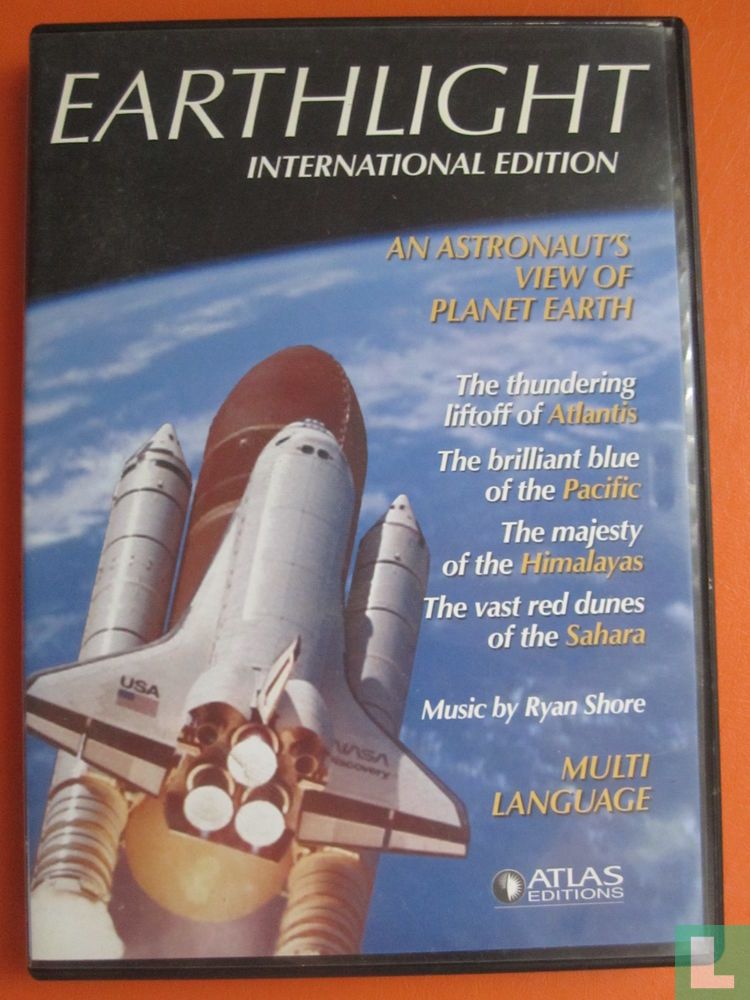 EARTHLIGHT
INTERNATIONAL EDITION
AN ASTRONAUT'S
VIEW OF
PLANET EARTH
The thundering
liftoff of Atlantis
The brilliant blue
of the Pacific
The majesty
of the Himalayas
The vast red dunes
of the Sahara
USA
Music by Ryan Shore
NASA
Discovery
MULTI
LANGUAGE
ATLAS
EDITIONS
L